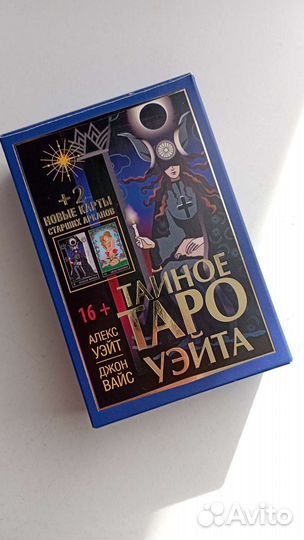 + 2
НОВЫЕ КАРТЫ
СТАРШИХ АРКАНОВ
16 +
ТАЙНОЕ
ТАРО
УЭЙТА
АЛЕКС
УЭЙТ
ДЖОН
ВАЙС
Avito